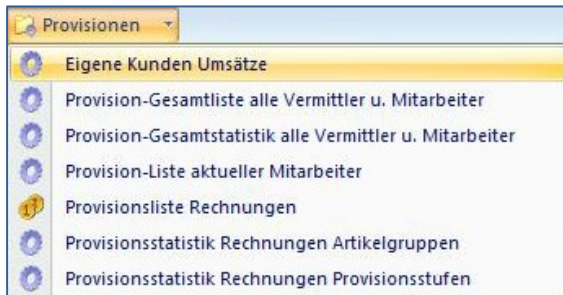 Provisionen
Eigene Kunden Umsätze
Provision-Gesamtliste alle Vermittler u. Mitarbeiter
Provision-Gesamtstatistik alle Vermittler u. Mitarbeiter
Provision-Liste aktueller Mitarbeiter
Provisionsliste Rechnungen
Provisionsstatistik Rechnungen Artikelgruppen
Provisionsstatistik Rechnungen Provisionsstufen